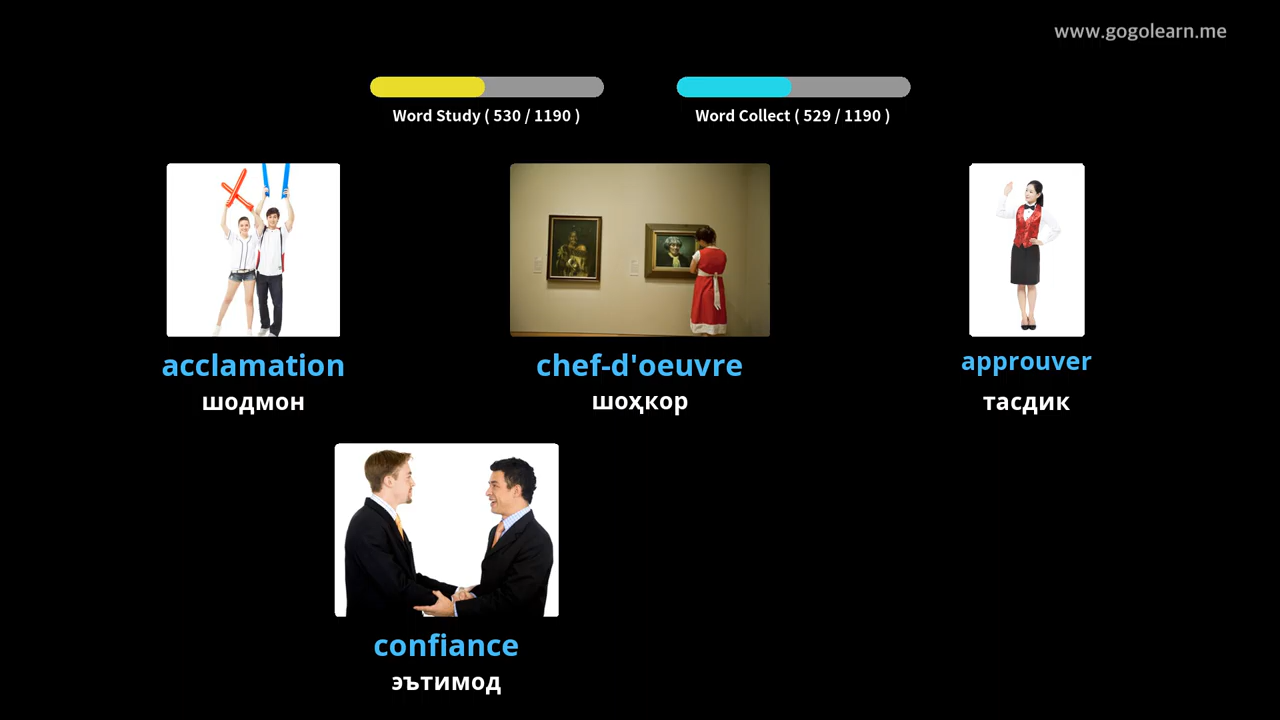 www.gogolearn.me
Word Study ( 530 / 1190 )
Word Collect ( 529 / 1190 )
acclamation
шодмон
chef-d'oeuvre
шоҳкор
approuver
тасдик
confiance
эътимод